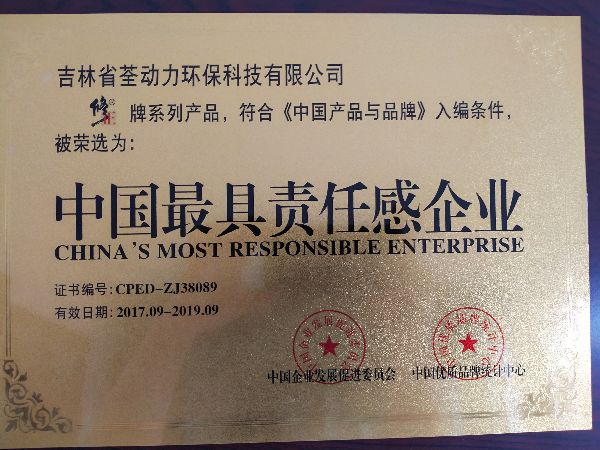 吉林省荃动力环保科技有限公司
修 牌系列产品，符合《中国产品与品牌》入编条件，
被荣选为：
中国最具责任感企业
CHINA'S MOST RESPONSIBLE ENTERPRISE
证书编号：CPED-ZJ38089
有效日期：2017.09-2019.09
中国企业发展促进委员会 中国优质品牌统计中心